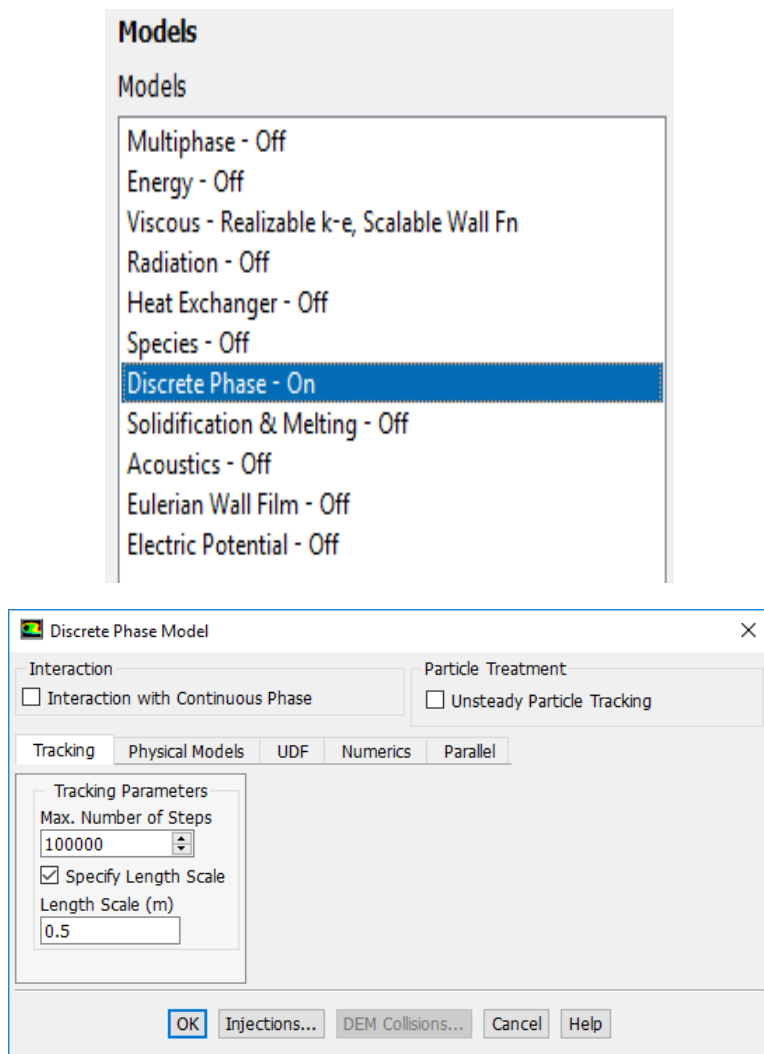 Models
Models
Multiphase - Off
Energy - Off
Viscous - Realizable k-e, Scalable Wall Fn
Radiation - Off
Heat Exchanger - Off
Species - Off
Discrete Phase - On
Solidification & Melting - Off
Acoustics - Off
Eulerian Wall Film - Off
Electric Potential - Off
Discrete Phase Model
Interaction Particle Treatment
Interaction with Continuous Phase Unsteady Particle Tracking
Tracking Physical Models UDF Numerics Parallel
Tracking Parameters
Max. Number of Steps
100000
Specify Length Scale
Length Scale (m)
0.5
OK Injections... DEM Collisions... Cancel Help